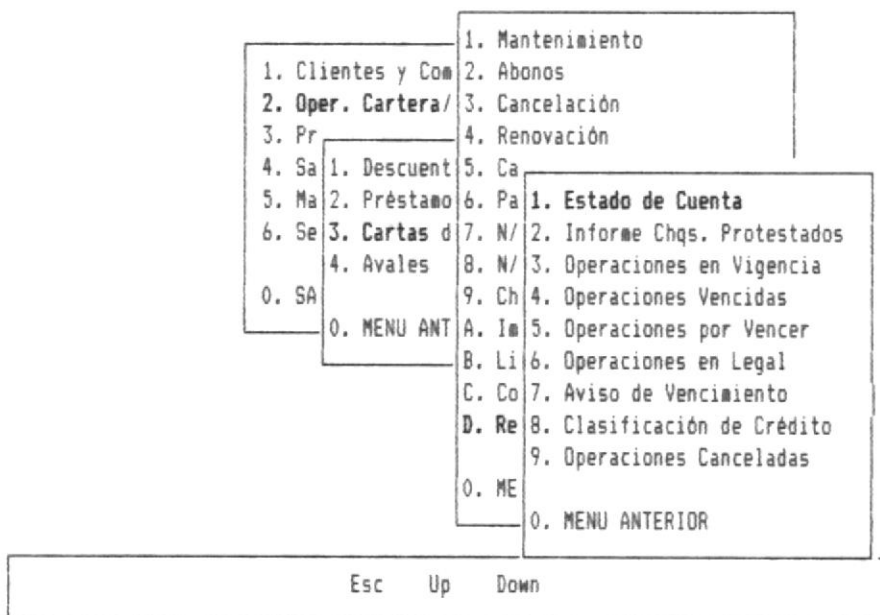 1. Clientes y Com
2. Oper. Cartera/
3. Pr
4. Sa
5. Ma
6. Se
0. SA
1. Descuent
2. Préstamo
3. Cartas d
4. Avales
0. MENU ANT
1. Mantenimiento
2. Abonos
3. Cancelación
4. Renovación
5. Ca
6. Pa
7. N/
8. N/
9. Ch
A. Im
B. Li
C. Co
D. Re
0. ME
1. Estado de Cuenta
2. Informe Chqs. Protestados
3. Operaciones en Vigencia
4. Operaciones Vencidas
5. Operaciones por Vencer
6. Operaciones en Legal
7. Aviso de Vencimiento
8. Clasificación de Crédito
9. Operaciones Canceladas
0. MENU ANTERIOR
Esc Up Down